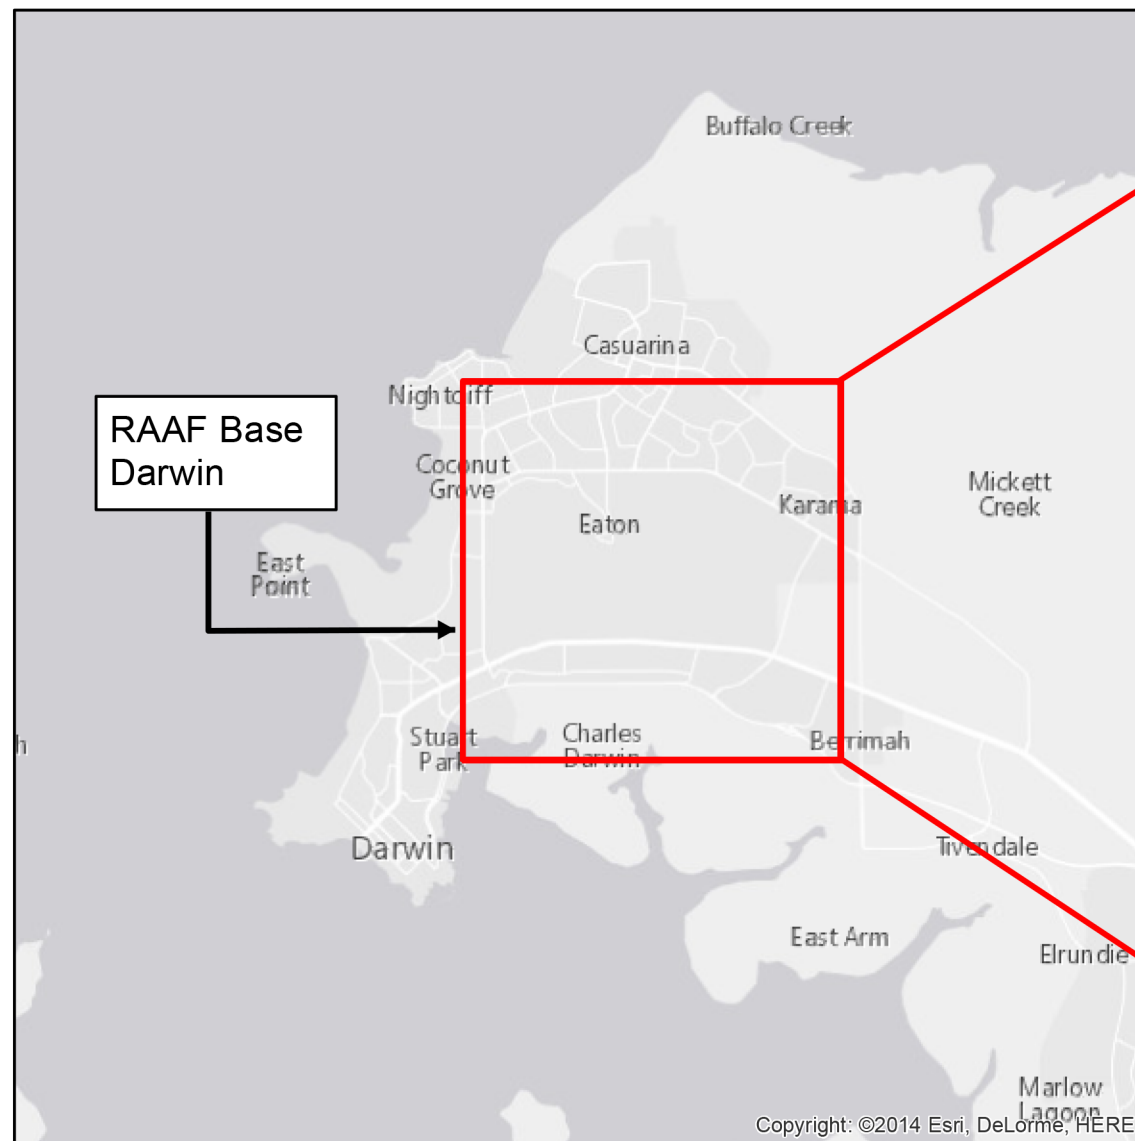 Buffalo Creek
Casuarina
Nightcliff
RAAF Base
Darwin
Coconut
Grove
Mickett
Creek
Karama
Eaton
East
Point
Stuart
Park
Charles
Darwin
Berrimah
h
Darwin
Tivendale
East Arm
Elrundie
Marlow
Lagoon
Copyright: ©2014 Esri, DeLorme, HERE